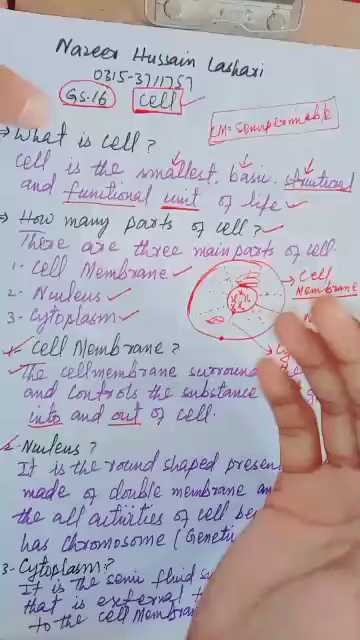 Nazeer Hussain Lashari
0315-3711757
GS-16 Cell
CM= Semipermiable
→ What is cell?
Cell is the smallest, basic, structural
and functional unit of life
→ How many parts of cell?
There are three main parts of cell.
1- Cell Membrane
2- Nucleus
3- Cytoplasm
Cell
Membrane
1- Cell Membrane?
The cell membrane surround
and controls the substance
into and out of cell.
2- Nucleus?
It is the round shaped presen
made of double membrane an
the all activities of cell be
has chromosome (Geneti
3- Cytoplasm?
It is the semi fluid su
that is external t
to the cell Membran